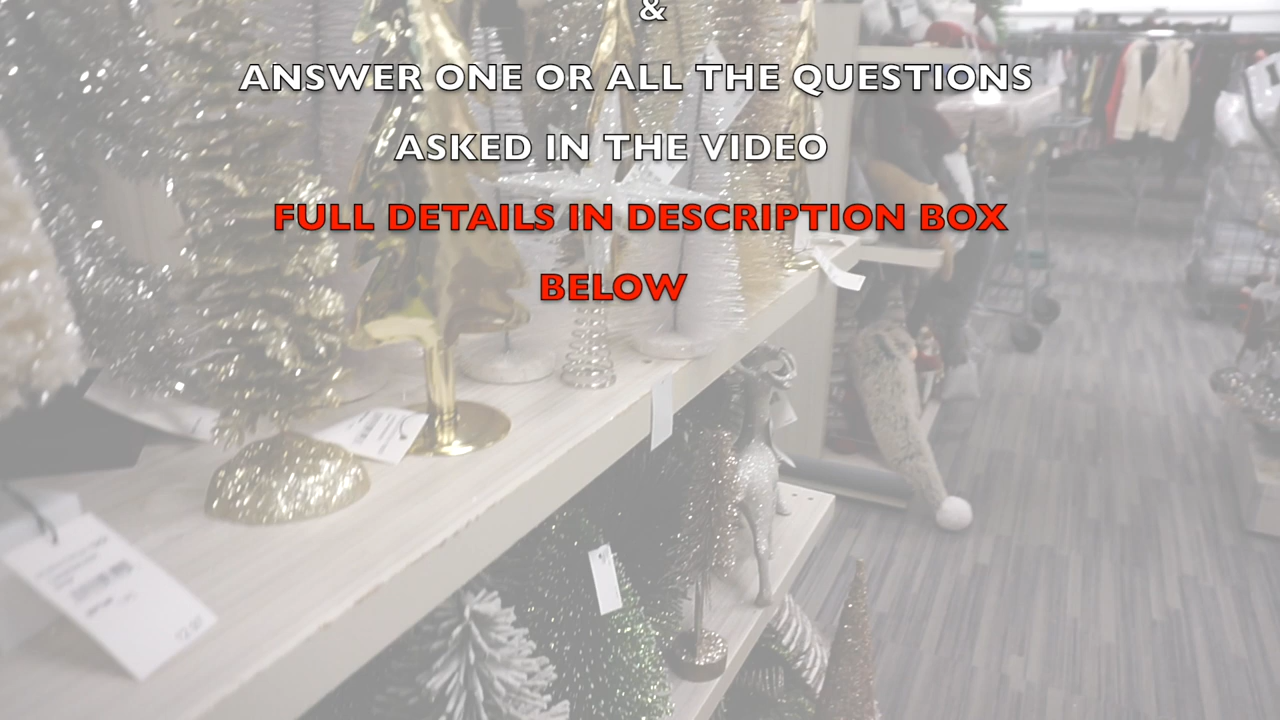 &
ANSWER ONE OR ALL THE QUESTIONS
ASKED IN THE VIDEO
FULL DETAILS IN DESCRIPTION BOX
BELOW